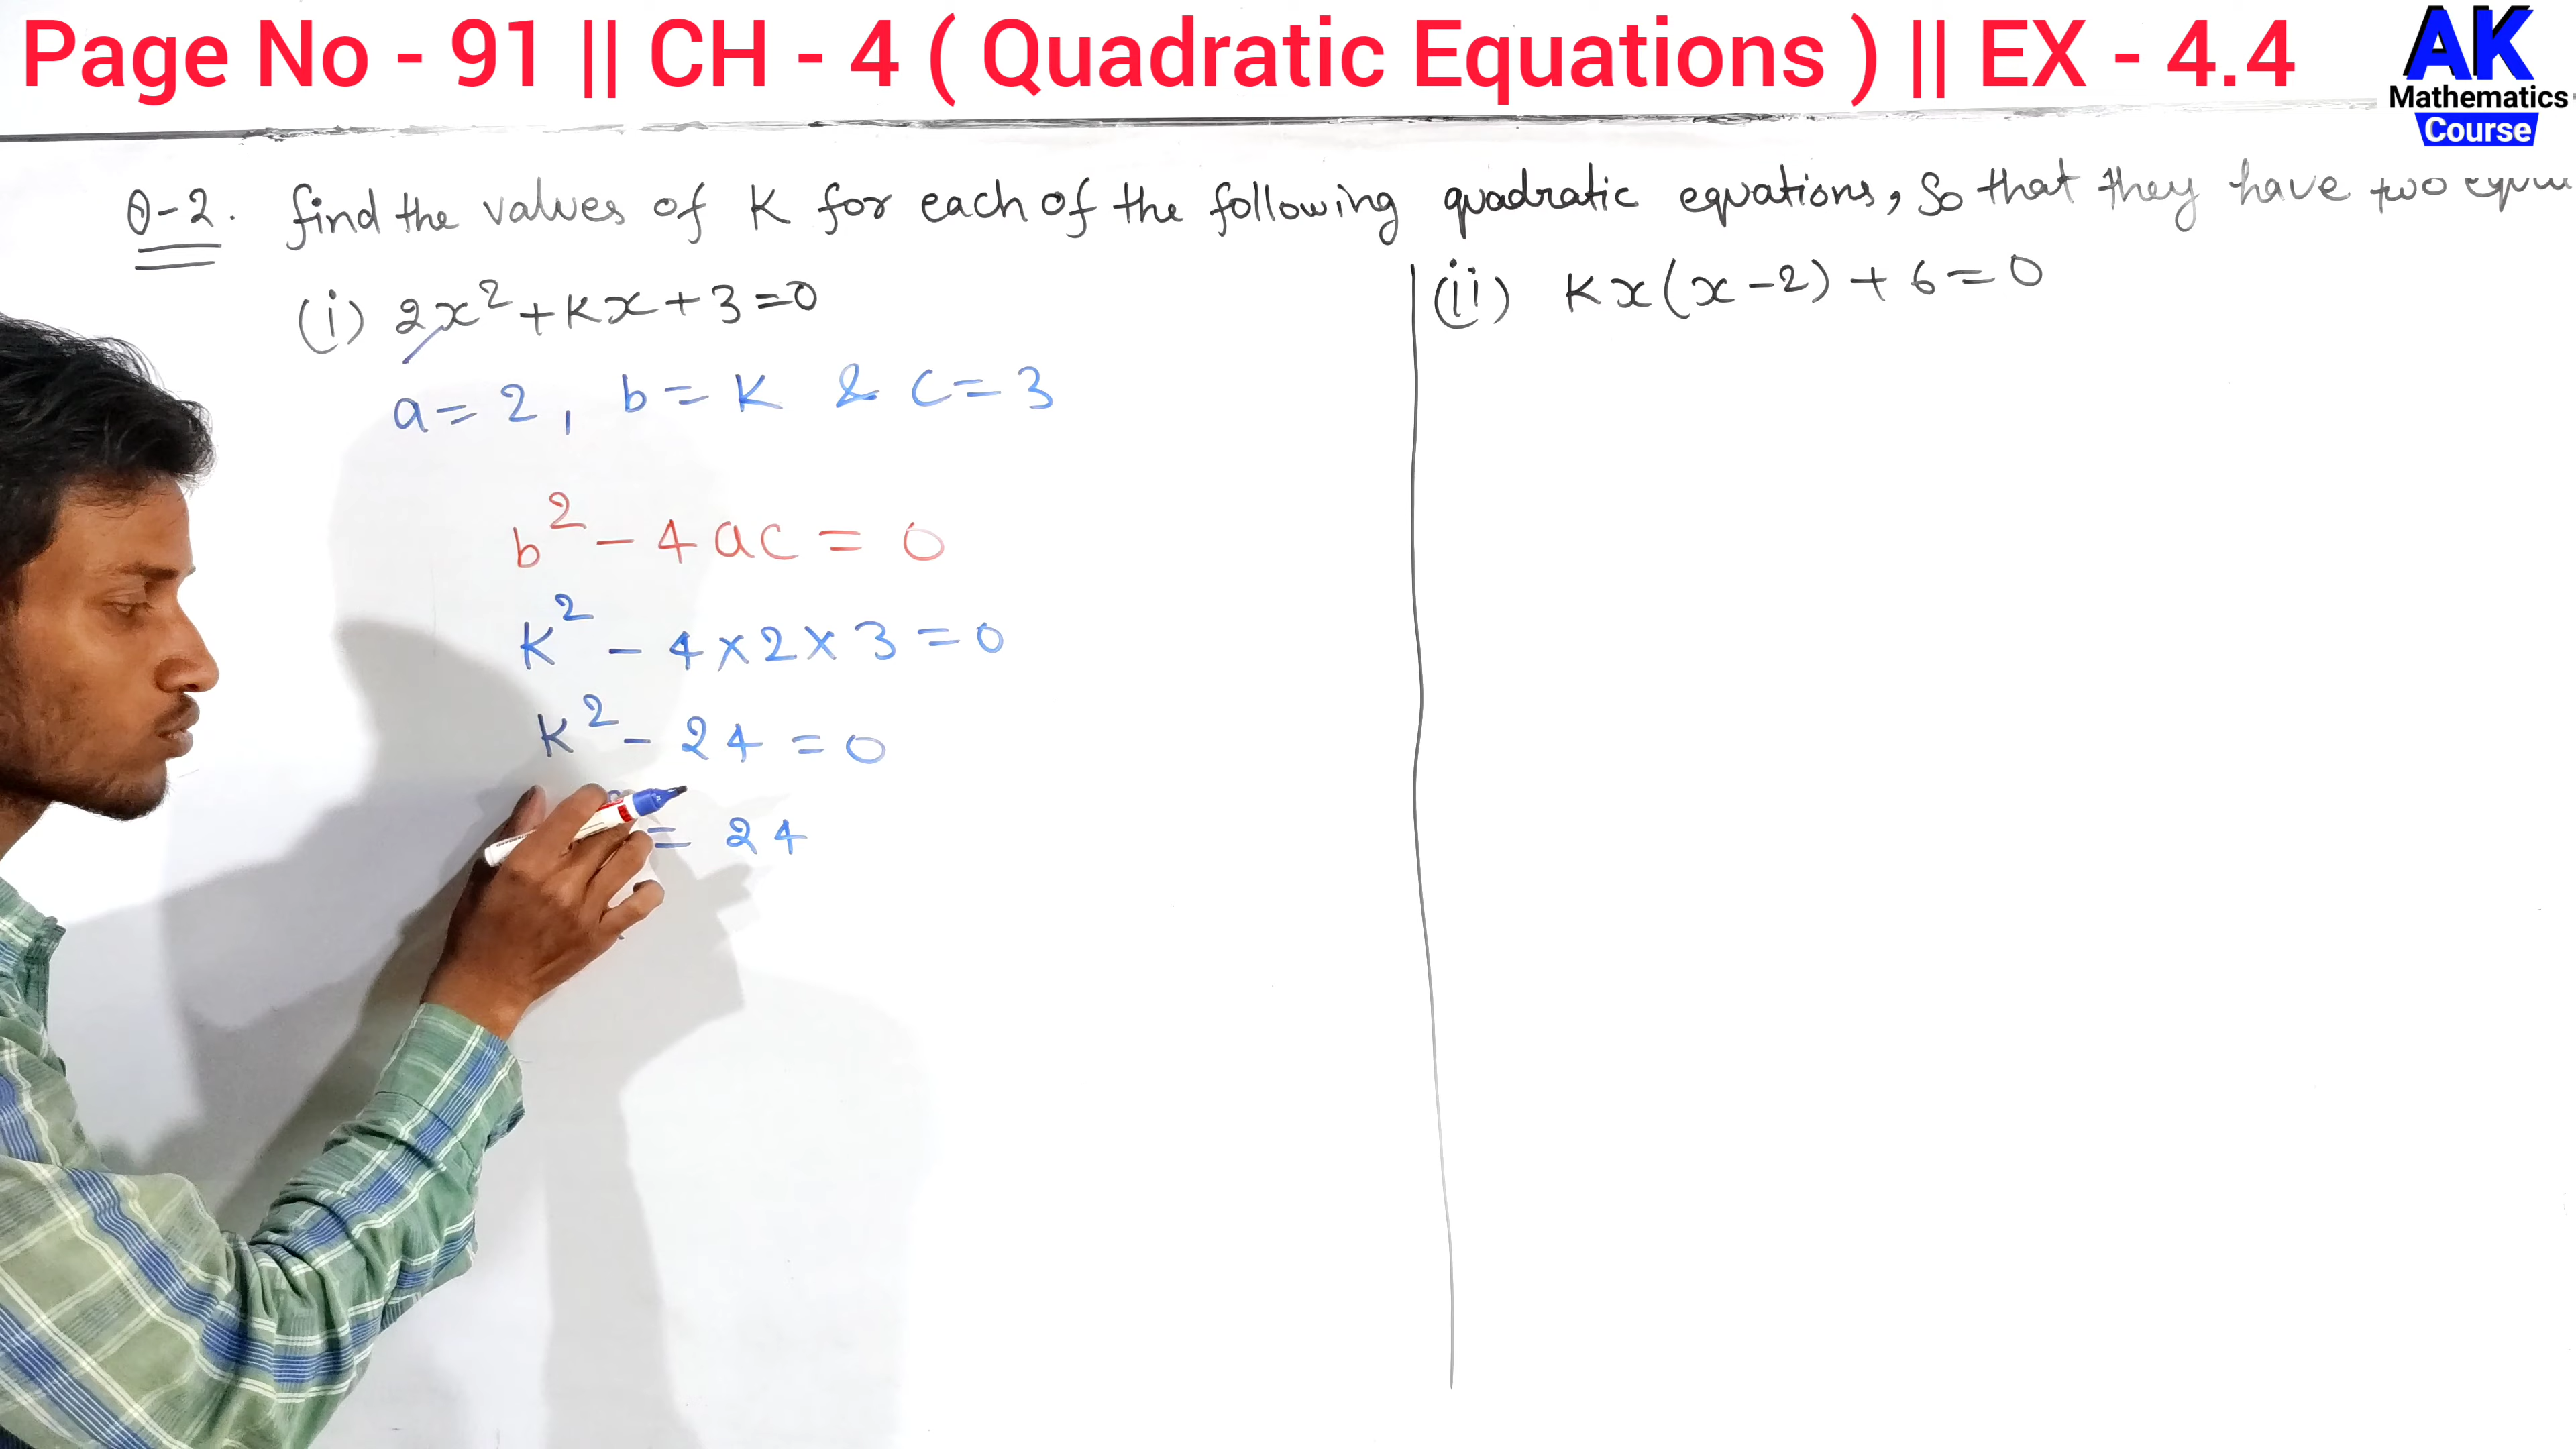 Page No - 91 || CH - 4 ( Quadratic Equations ) || EX - 4.4
AK
Mathematics
Course
Q-2. find the values of K for each of the following quadratic equations, So that they have two
(i) 2x² + Kx + 3 = 0
a = 2, b = K & c = 3
b² - 4ac = 0
K² - 4 × 2 × 3 = 0
K² - 24 = 0
= 24
(ii) Kx(x - 2) + 6 = 0